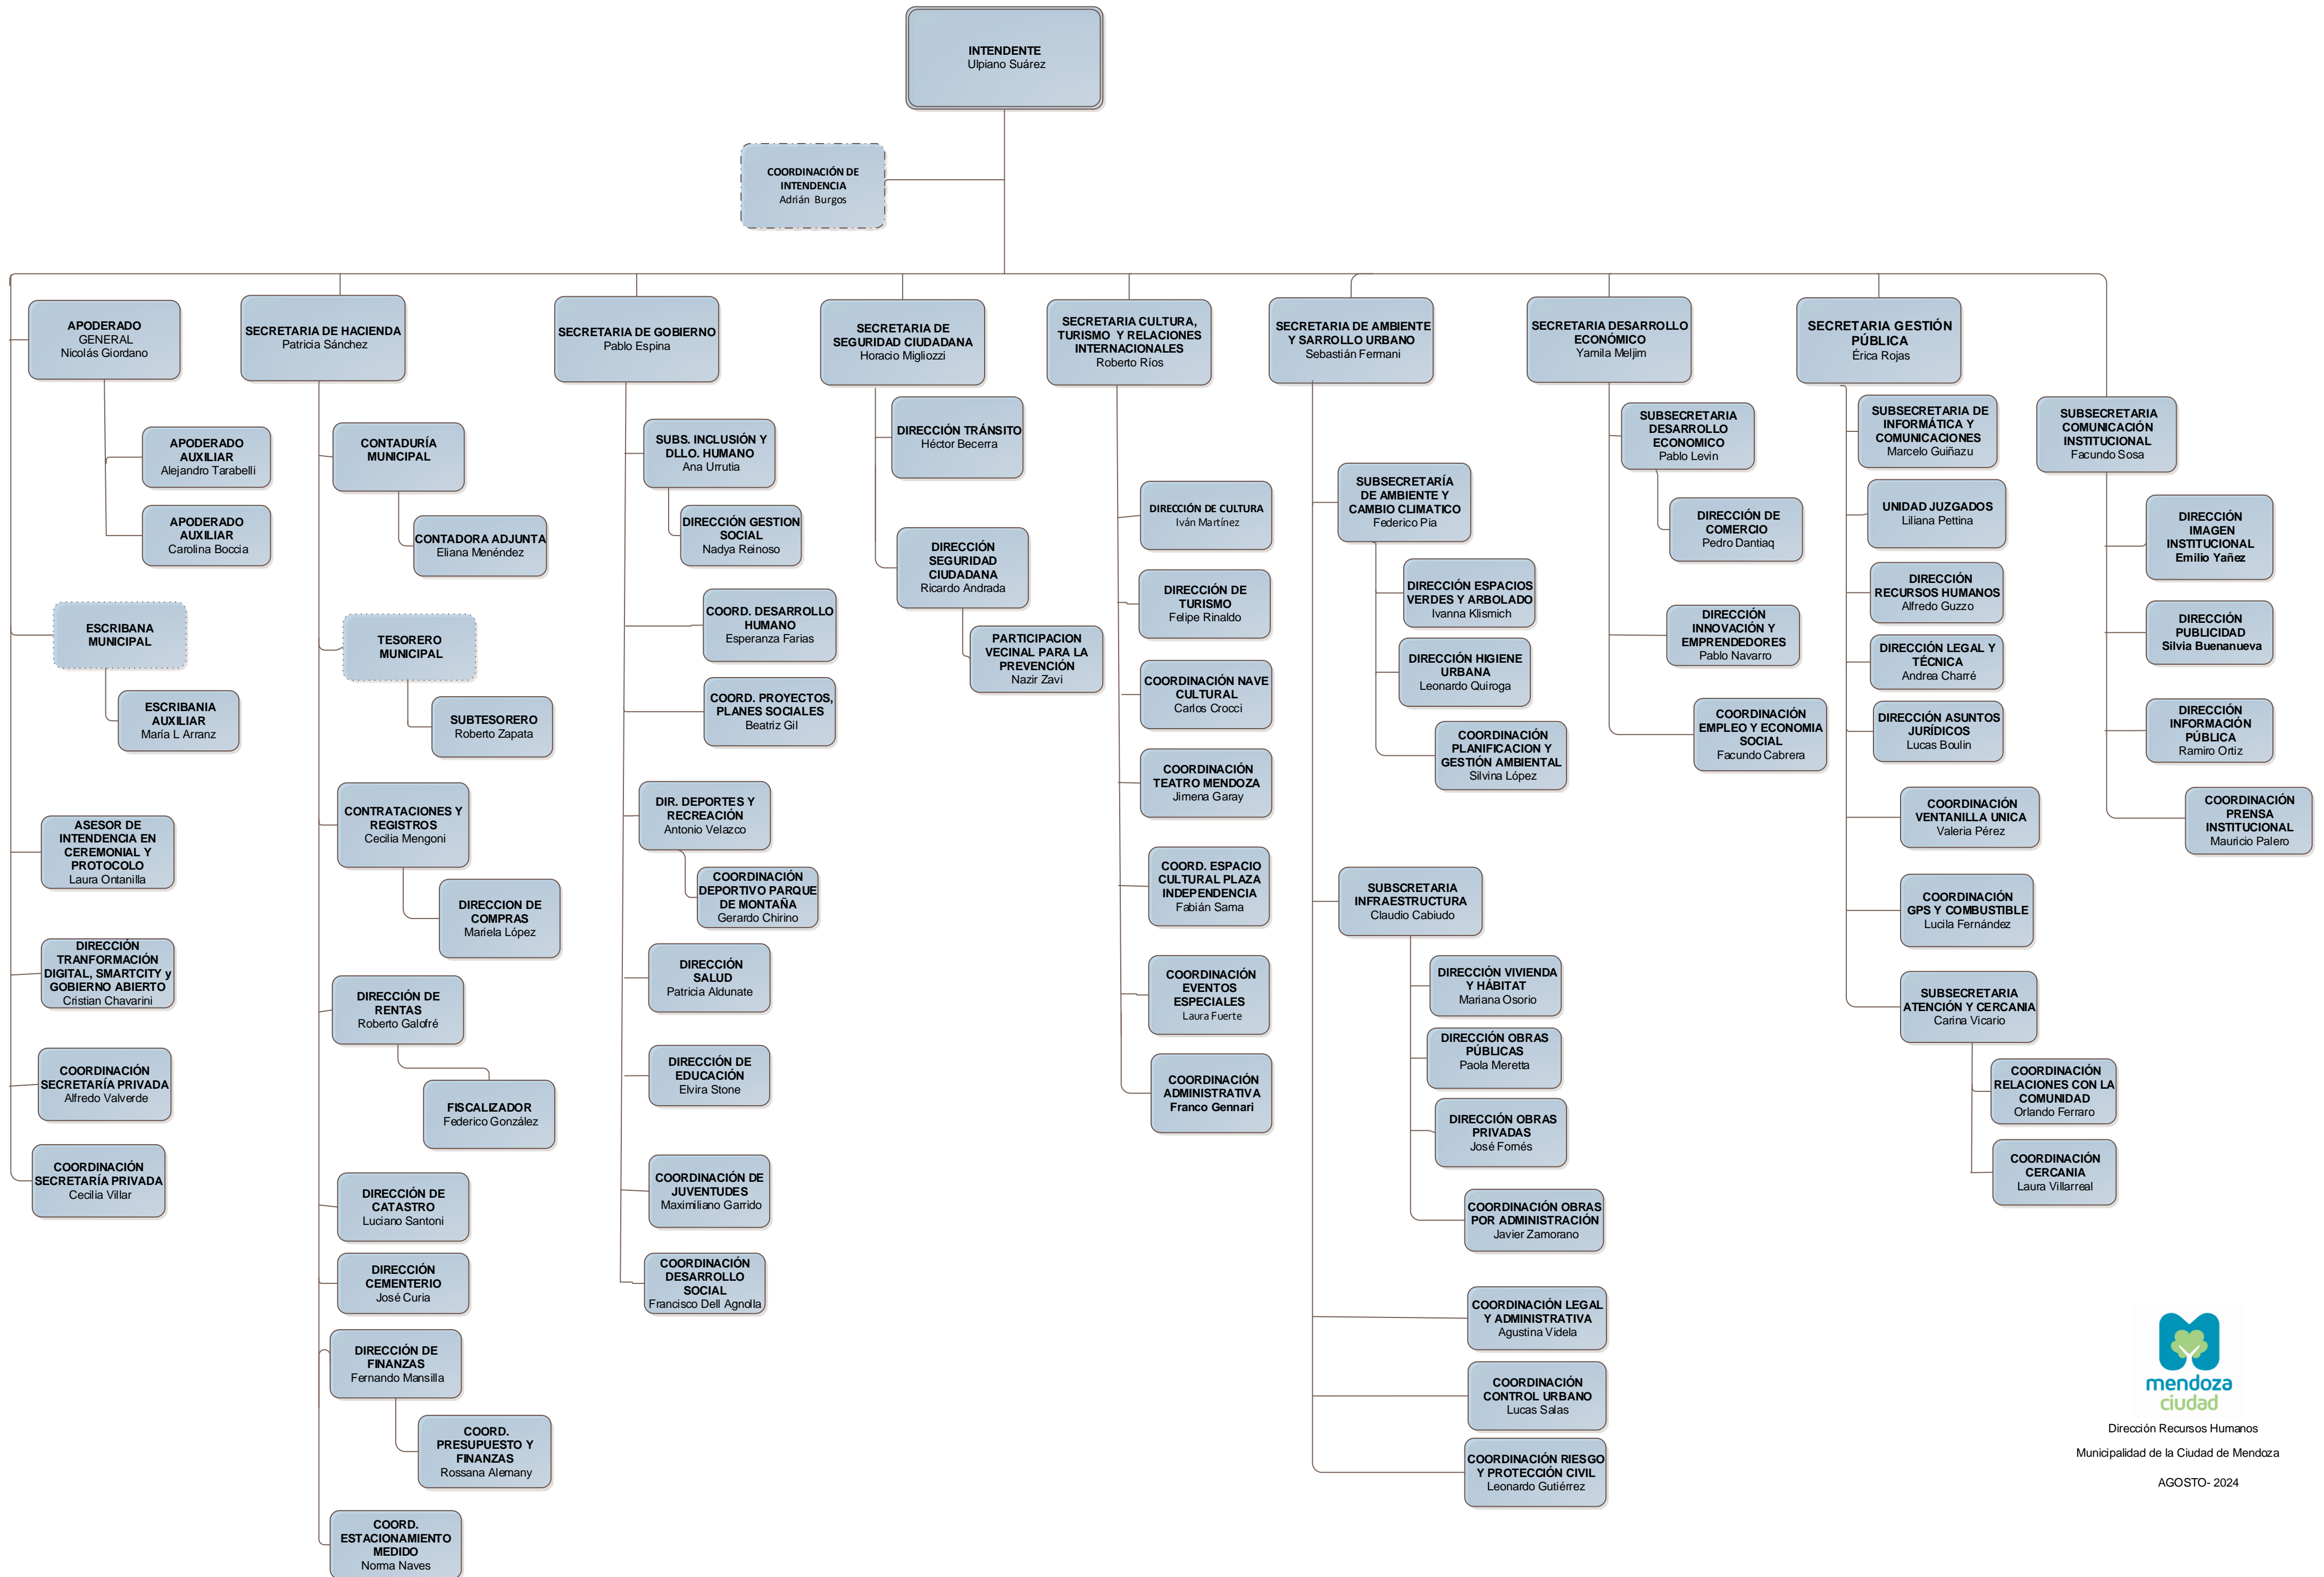 INTENDENTE
Ulpiano Suárez
COORDINACIÓN DE
INTENDENCIA
Adrián Burgos
APODERADO
GENERAL
Nicolás Giordano
APODERADO
AUXILIAR
Alejandro Tarabelli
APODERADO
AUXILIAR
Carolina Boccia
ESCRIBANA
MUNICIPAL
ESCRIBANIA
AUXILIAR
María L Arranz
ASESOR DE
INTENDENCIA EN
CEREMONIAL Y
PROTOCOLO
Laura Ontanilla
DIRECCIÓN
TRANFORMACIÓN
DIGITAL, SMARTCITY y
GOBIERNO ABIERTO
Cristian Chavarini
COORDINACIÓN
SECRETARÍA PRIVADA
Alfredo Valverde
COORDINACIÓN
SECRETARÍA PRIVADA
Cecilia Villar
SECRETARIA DE HACIENDA
Patricia Sánchez
CONTADURÍA
MUNICIPAL
CONTADORA ADJUNTA
Eliana Menéndez
TESORERO
MUNICIPAL
SUBTESORERO
Roberto Zapata
CONTRATACIONES Y
REGISTROS
Cecilia Mengoni
DIRECCION DE
COMPRAS
Mariela López
DIRECCIÓN DE
RENTAS
Roberto Galofré
FISCALIZADOR
Federico González
DIRECCIÓN DE
CATASTRO
Luciano Santoni
DIRECCIÓN
CEMENTERIO
José Curia
DIRECCIÓN DE
FINANZAS
Fernando Mansilla
COORD.
PRESUPUESTO Y
FINANZAS
Rossana Alemany
COORD.
ESTACIONAMIENTO
MEDIDO
Norma Naves
SECRETARIA DE GOBIERNO
Pablo Espina
SUBS. INCLUSIÓN Y
DLLO. HUMANO
Ana Urrutia
DIRECCIÓN GESTION
SOCIAL
Nadya Reinoso
COORD. DESARROLLO
HUMANO
Esperanza Farias
COORD. PROYECTOS,
PLANES SOCIALES
Beatriz Gil
DIR. DEPORTES Y
RECREACIÓN
Antonio Velazco
COORDINACIÓN
DEPORTIVO PARQUE
DE MONTAÑA
Gerardo Chirino
DIRECCIÓN
SALUD
Patricia Aldunate
DIRECCIÓN DE
EDUCACIÓN
Elvira Stone
COORDINACIÓN DE
JUVENTUDES
Maximiliano Garrido
COORDINACIÓN
DESARROLLO
SOCIAL
Francisco Dell Agnolla
SECRETARIA DE
SEGURIDAD CIUDADANA
Horacio Migliozzi
DIRECCIÓN TRÁNSITO
Héctor Becerra
DIRECCIÓN
SEGURIDAD
CIUDADANA
Ricardo Andrada
PARTICIPACION
VECINAL PARA LA
PREVENCIÓN
Nazir Zavi
SECRETARIA CULTURA,
TURISMO Y RELACIONES
INTERNACIONALES
Roberto Ríos
DIRECCIÓN DE CULTURA
Iván Martínez
DIRECCIÓN DE
TURISMO
Felipe Rinaldo
COORDINACIÓN NAVE
CULTURAL
Carlos Crocci
COORDINACIÓN
TEATRO MENDOZA
Jimena Garay
COORD. ESPACIO
CULTURAL PLAZA
INDEPENDENCIA
Fabián Sama
COORDINACIÓN
EVENTOS
ESPECIALES
Laura Fuerte
COORDINACIÓN
ADMINISTRATIVA
Franco Gennari
SECRETARIA DE AMBIENTE
Y SARROLLO URBANO
Sebastián Fermani
SUBSECRETARÍA
DE AMBIENTE Y
CAMBIO CLIMATICO
Federico Pia
DIRECCIÓN ESPACIOS
VERDES Y ARBOLADO
Ivanna Klismich
DIRECCIÓN HIGIENE
URBANA
Leonardo Quiroga
COORDINACIÓN
PLANIFICACION Y
GESTIÓN AMBIENTAL
Silvina López
SUBSCRETARIA
INFRAESTRUCTURA
Claudio Cabiudo
DIRECCIÓN VIVIENDA
Y HÁBITAT
Mariana Osorio
DIRECCIÓN OBRAS
PÚBLICAS
Paola Meretta
DIRECCIÓN OBRAS
PRIVADAS
José Fornés
COORDINACIÓN OBRAS
POR ADMINISTRACIÓN
Javier Zamorano
COORDINACIÓN LEGAL
Y ADMINISTRATIVA
Agustina Videla
COORDINACIÓN
CONTROL URBANO
Lucas Salas
COORDINACIÓN RIESGO
Y PROTECCIÓN CIVIL
Leonardo Gutiérrez
SECRETARIA DESARROLLO
ECONÓMICO
Yamila Meljim
SUBSECRETARIA
DESARROLLO
ECONOMICO
Pablo Levin
DIRECCIÓN DE
COMERCIO
Pedro Dantiaq
DIRECCIÓN
INNOVACIÓN Y
EMPRENDEDORES
Pablo Navarro
COORDINACIÓN
EMPLEO Y ECONOMIA
SOCIAL
Facundo Cabrera
SECRETARIA GESTIÓN
PÚBLICA
Érica Rojas
SUBSECRETARIA DE
INFORMÁTICA Y
COMUNICACIONES
Marcelo Guiñazu
UNIDAD JUZGADOS
Liliana Pettina
DIRECCIÓN
RECURSOS HUMANOS
Alfredo Guzzo
DIRECCIÓN LEGAL Y
TÉCNICA
Andrea Charré
DIRECCIÓN ASUNTOS
JURÍDICOS
Lucas Boulin
COORDINACIÓN
VENTANILLA UNICA
Valeria Pérez
COORDINACIÓN
GPS Y COMBUSTIBLE
Lucila Fernández
SUBSECRETARIA
ATENCIÓN Y CERCANIA
Carina Vicario
COORDINACIÓN
RELACIONES CON LA
COMUNIDAD
Orlando Ferraro
COORDINACIÓN
CERCANIA
Laura Villarreal
SUBSECRETARIA
COMUNICACIÓN
INSTITUCIONAL
Facundo Sosa
DIRECCIÓN
IMAGEN
INSTITUCIONAL
Emilio Yañez
DIRECCIÓN
PUBLICIDAD
Silvia Buenanueva
DIRECCIÓN
INFORMACIÓN
PÚBLICA
Ramiro Ortiz
COORDINACIÓN
PRENSA
INSTITUCIONAL
Mauricio Palero
mendoza
ciudad
Dirección Recursos Humanos
Municipalidad de la Ciudad de Mendoza
AGOSTO- 2024